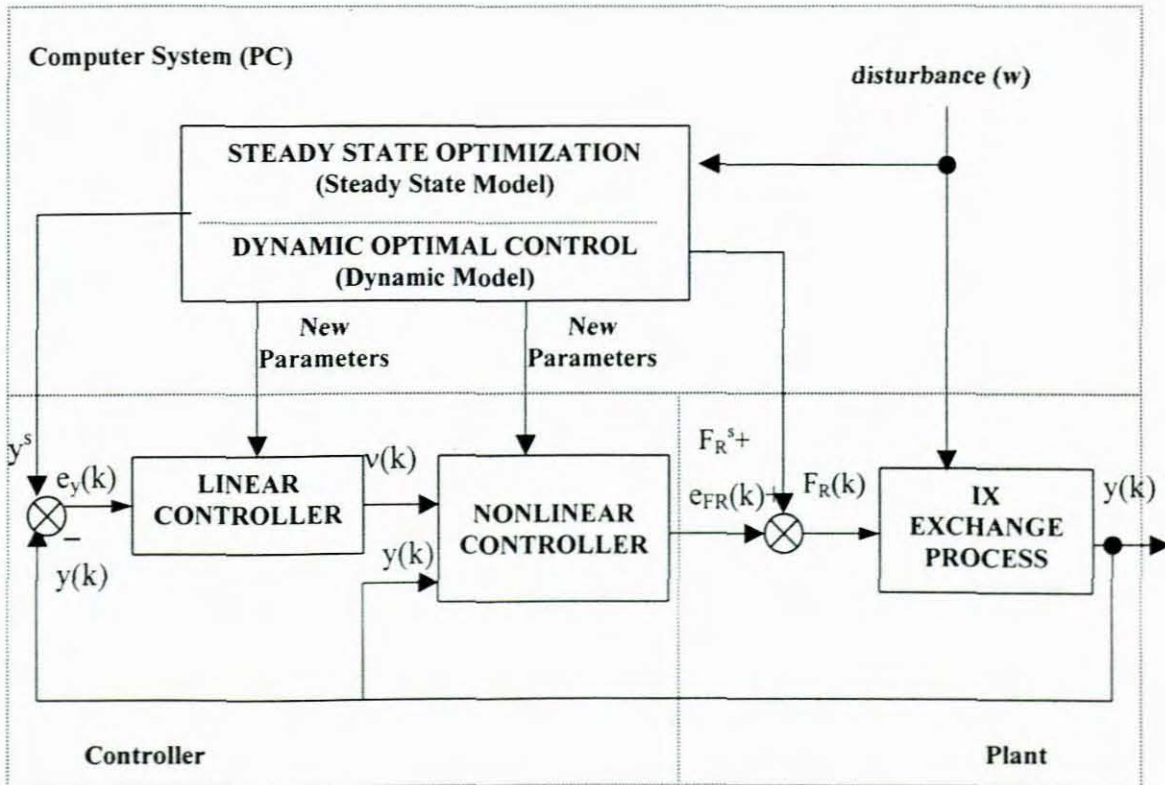 Computer System (PC)
disturbance (w)
STEADY STATE OPTIMIZATION
(Steady State Model)
DYNAMIC OPTIMAL CONTROL
(Dynamic Model)
New
Parameters
New
Parameters
y^s
e_y(k)
LINEAR
CONTROLLER
v(k)
y(k)
NONLINEAR
CONTROLLER
F_R^s+
e_FR(k)+
F_R(k)
IX
EXCHANGE
PROCESS
y(k)
−
y(k)
Controller
Plant